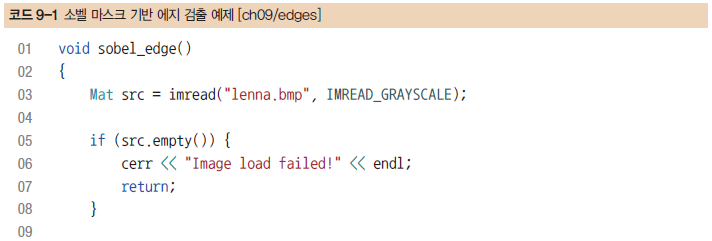 코드 9-1 소벨 마스크 기반 에지 검출 예제 [ch09/edges]
01 void sobel_edge()
02 {
03 Mat src = imread("lenna.bmp", IMREAD_GRAYSCALE);
04
05 if (src.empty()) {
06 cerr << "Image load failed!" << endl;
07 return;
08 }
09